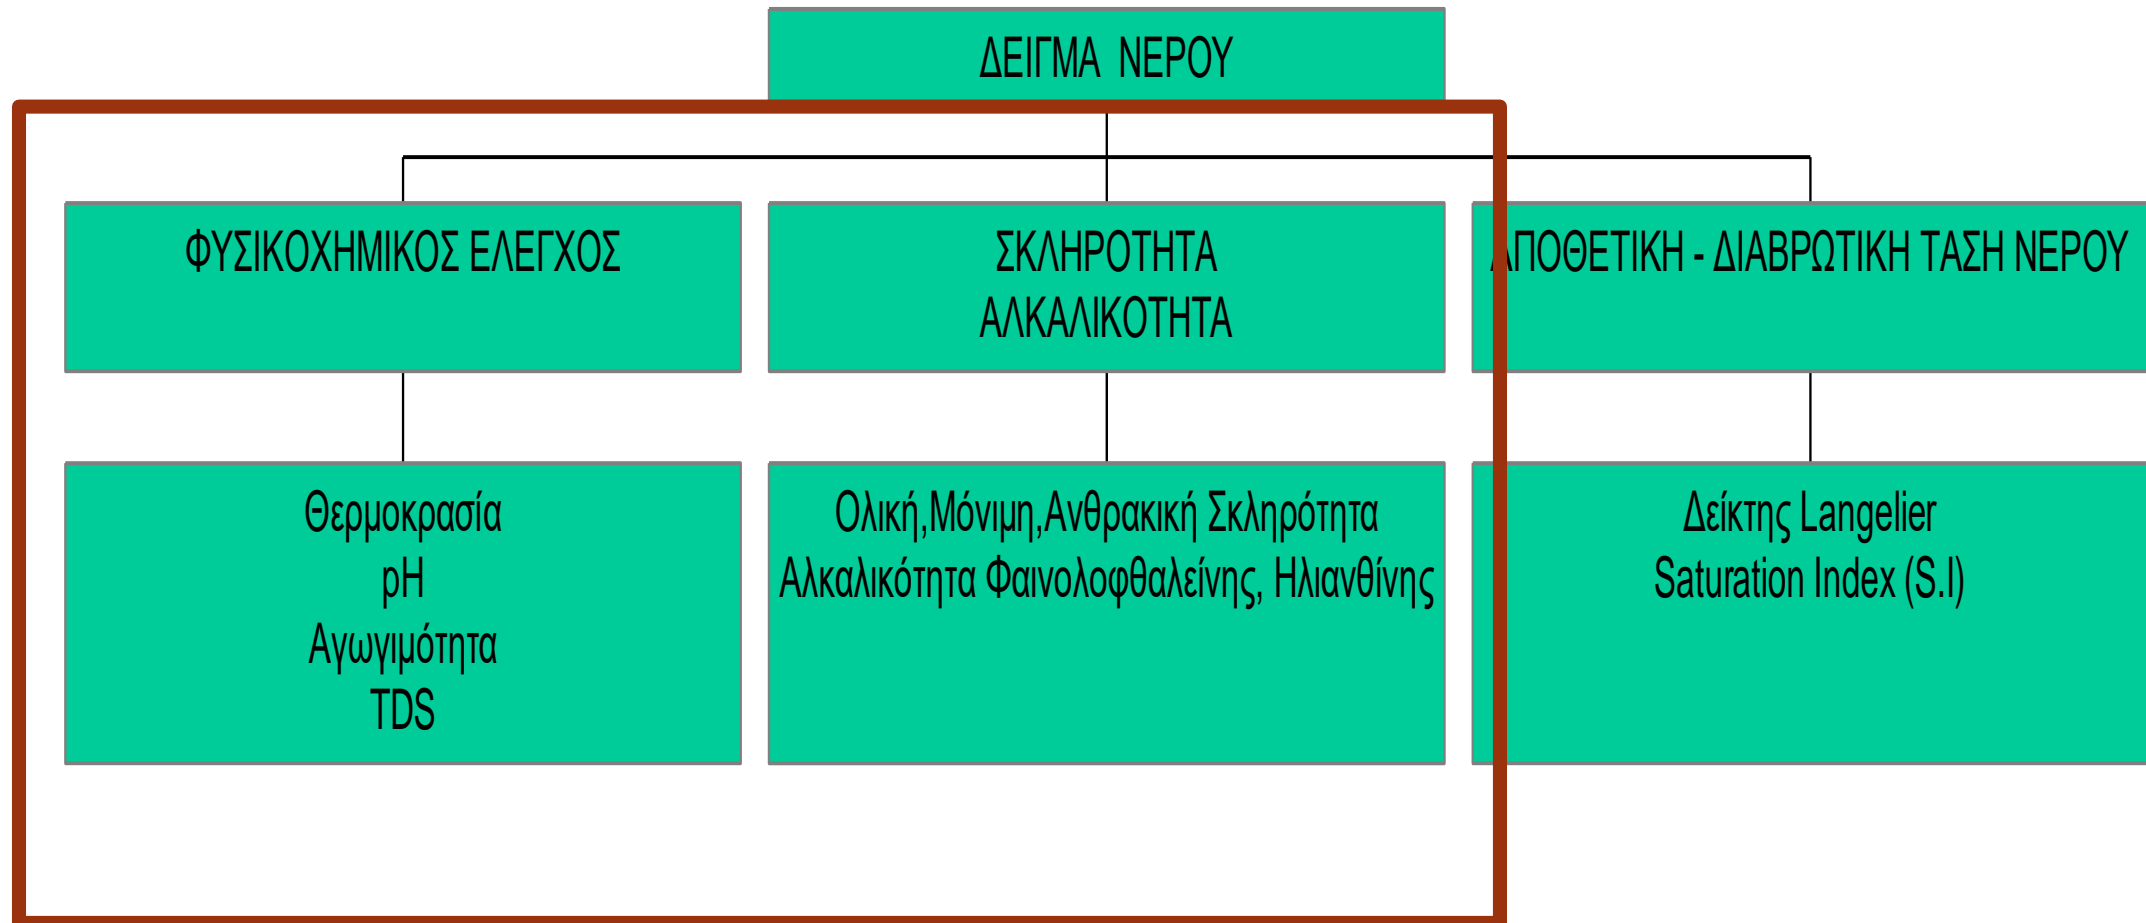 ΔΕΙΓΜΑ ΝΕΡΟΥ
ΦΥΣΙΚΟΧΗΜΙΚΟΣ ΕΛΕΓΧΟΣ
ΣΚΛΗΡΟΤΗΤΑ
ΑΛΚΑΛΙΚΟΤΗΤΑ
ΑΠΟΘΕΤΙΚΗ - ΔΙΑΒΡΩΤΙΚΗ ΤΑΣΗ ΝΕΡΟΥ
Θερμοκρασία
pH
Αγωγιμότητα
TDS
Ολική,Μόνιμη,Ανθρακική Σκληρότητα
Αλκαλικότητα Φαινολοφθαλείνης, Ηλιανθίνης
Δείκτης Langelier
Saturation Index (S.I)